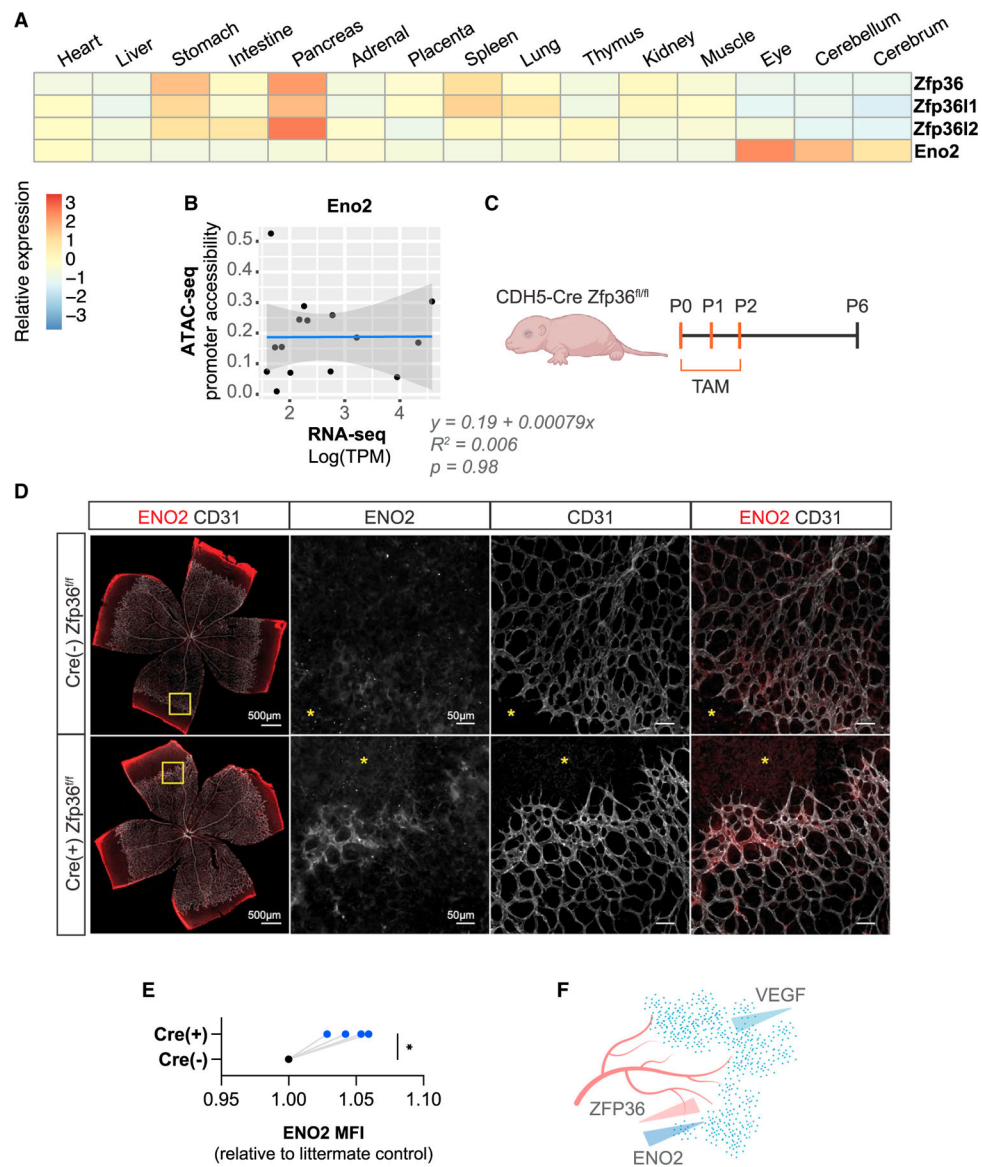 A
Heart Liver Stomach Intestine Pancreas Adrenal Placenta Spleen Lung Thymus Kidney Muscle Eye Cerebellum Cerebrum
Zfp36
Zfp36l1
Zfp36l2
Eno2
Relative expression
3
2
1
0
−1
−2
−3
B
Eno2
ATAC-seq
promoter accessibility
0.5
0.4
0.3
0.2
0.1
0.0
2 3 4
RNA-seq
Log(TPM)
y = 0.19 + 0.00079x
R² = 0.006
p = 0.98
C
CDH5-Cre Zfp36fl/fl
P0 P1 P2 P6
TAM
D
ENO2 CD31 ENO2 CD31 ENO2 CD31
Cre(-) Zfp36f/f
500µm * 50µm * *
Cre(+) Zfp36f/f
* * *
500µm 50µm
E
Cre(+)
Cre(-)
*
0.95 1.00 1.05 1.10
ENO2 MFI
(relative to littermate control)
F
VEGF
ZFP36
ENO2